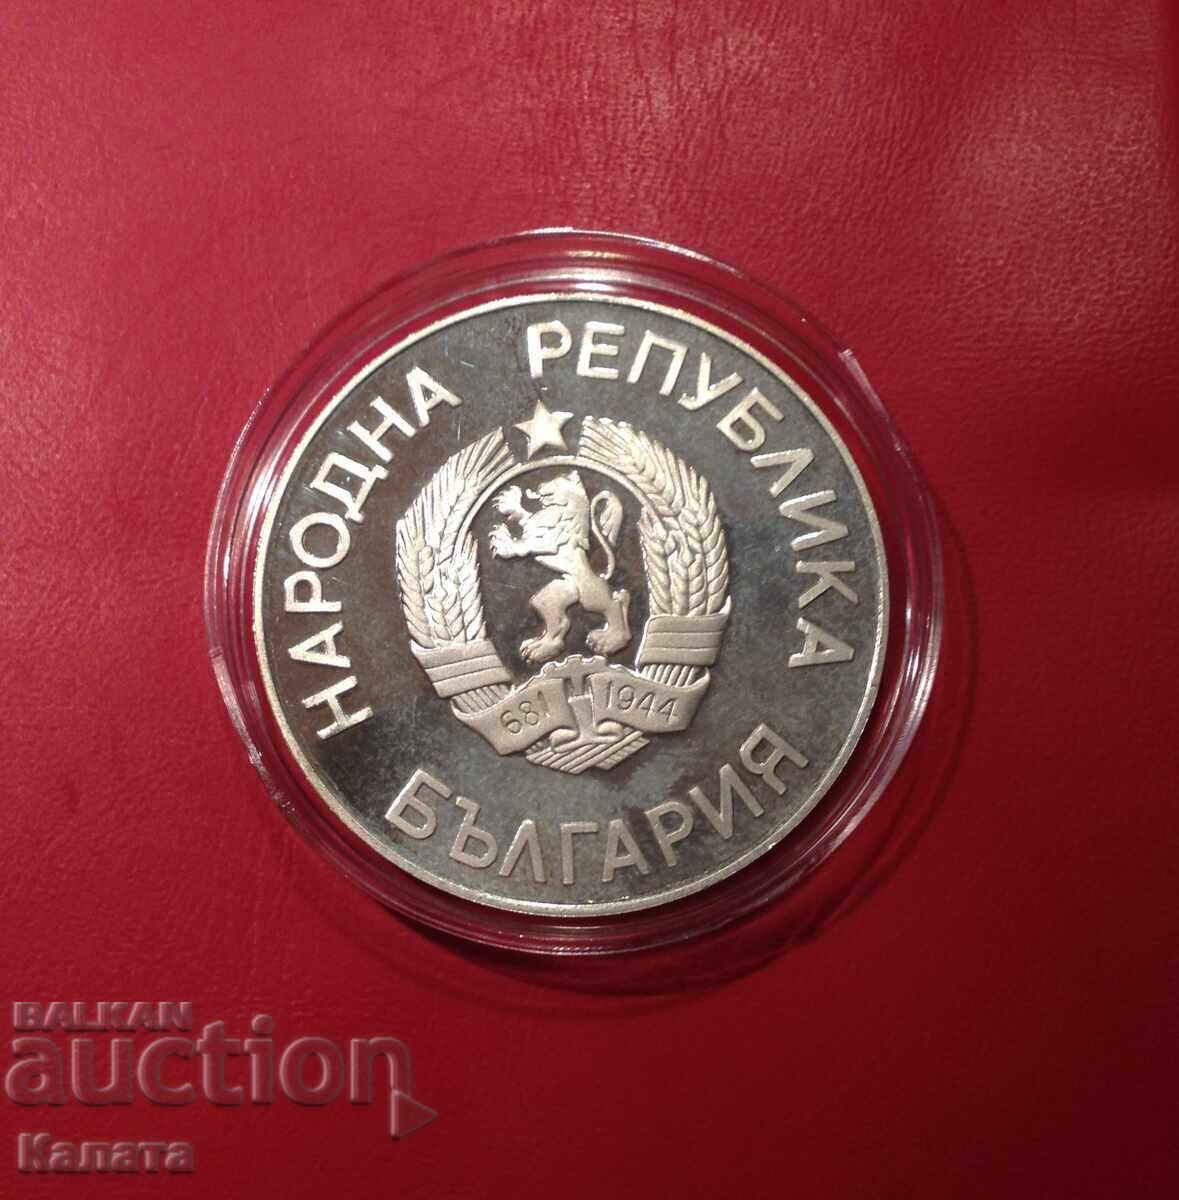 НАРОДНА РЕПУБЛИКА
БЪЛГАРИЯ
681 1944
BALKAN
auction
Калата